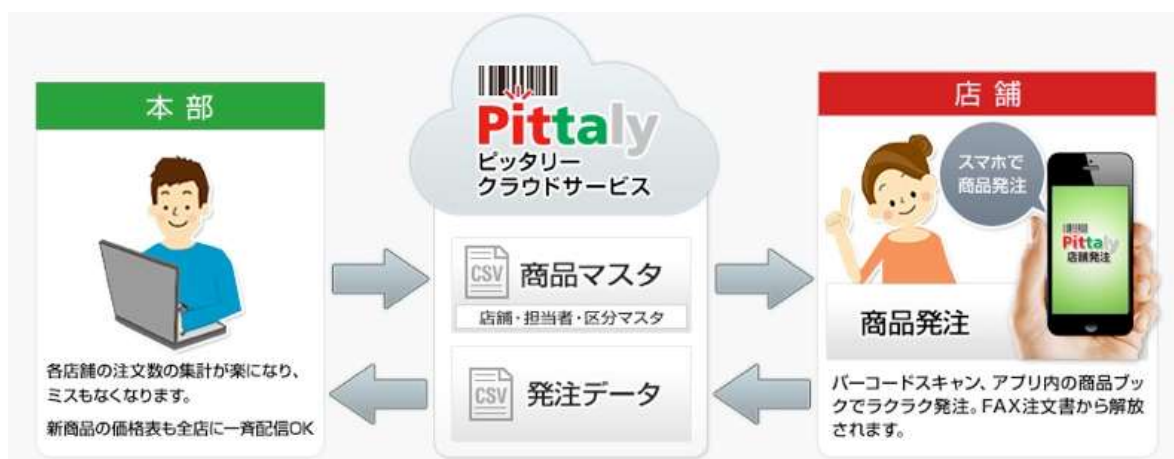 本部
各店舗の注文数の集計が楽になり、
ミスもなくなります。
新商品の価格表も全店に一斉配信OK
Pittaly
ピッタリー
クラウドサービス
CSV
商品マスタ
店舗・担当者・区分マスタ
CSV
発注データ
店舗
スマホで
商品発注
Pittaly
店舗発注
商品発注
バーコードスキャン、アプリ内の商品ブッ
クでラクラク発注。FAX注文書から解放
されます。